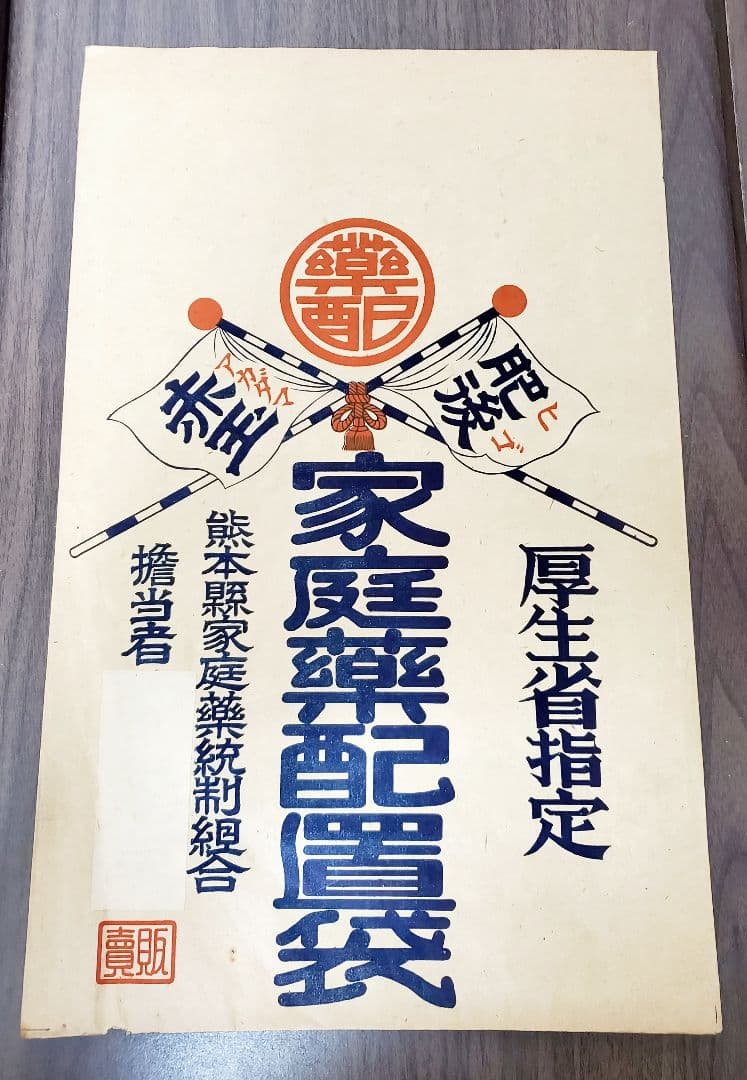 藥配
肥後
ヒゴ
赤玉
アカダマ
厚生省指定
家庭藥配置袋
熊本縣家庭藥統制組合
擔当者
販賣